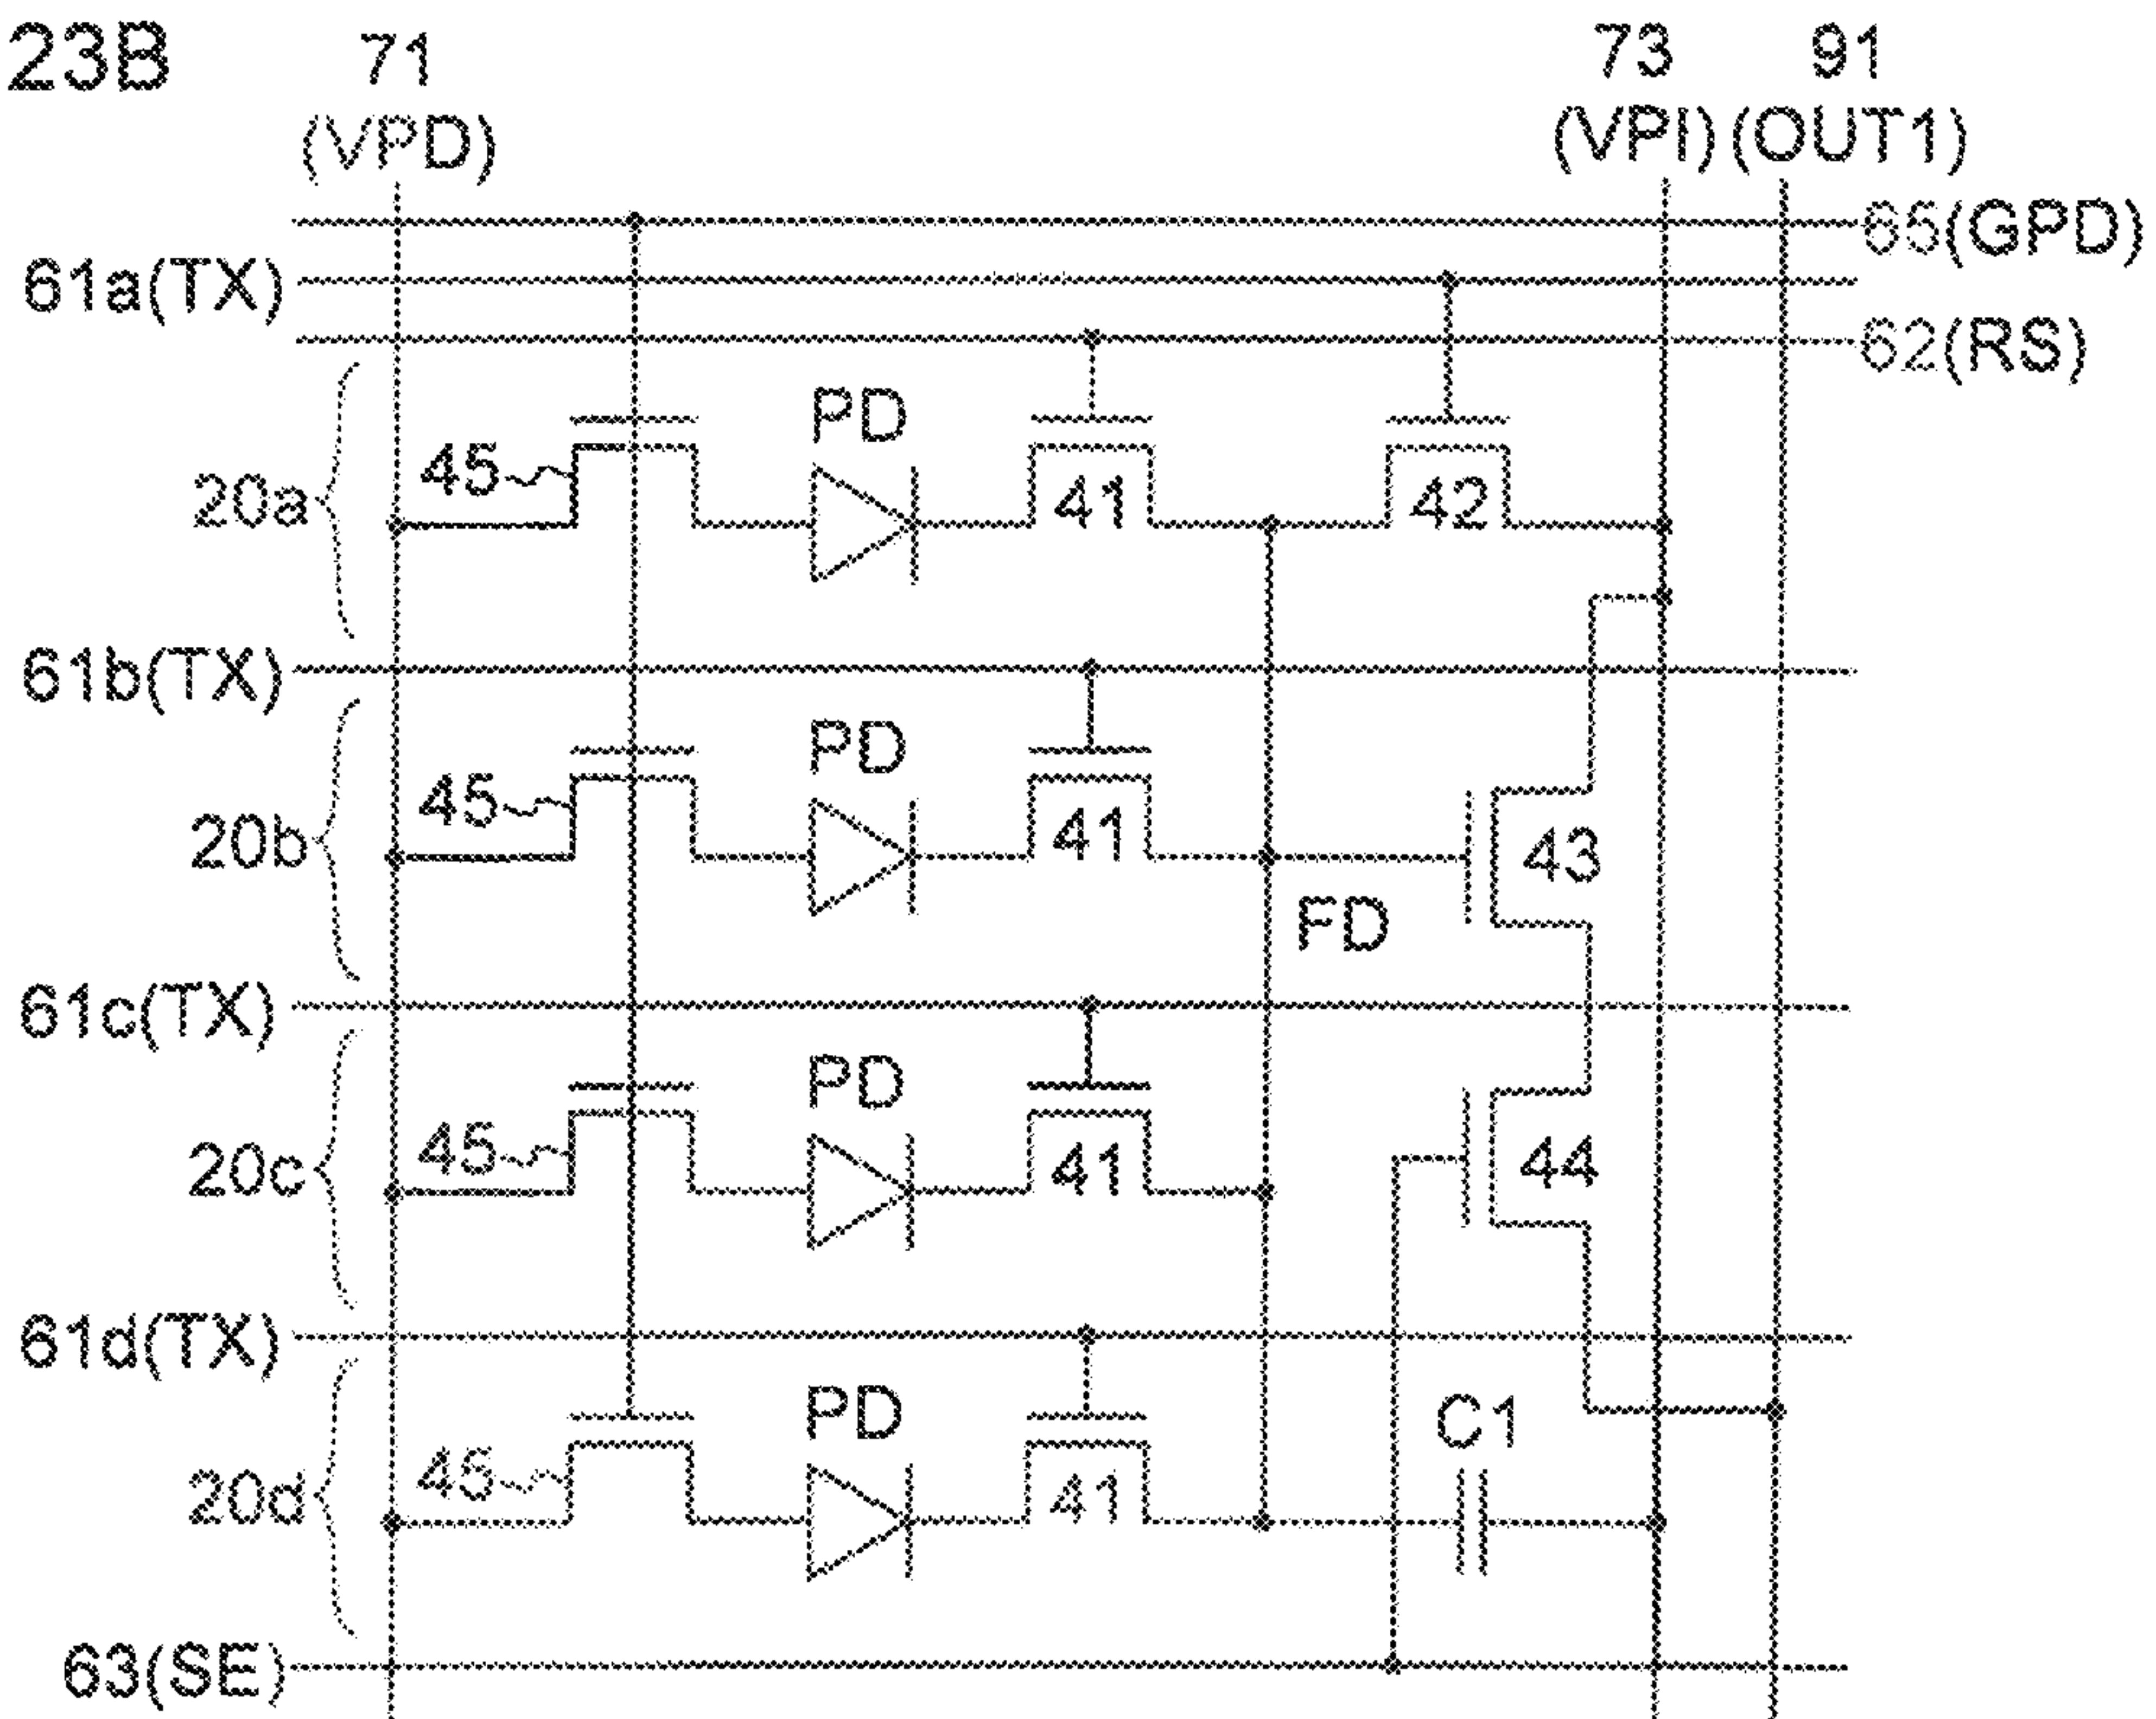 23B 71 73 91
(VPD) (VPI) (OUT1)
65(GPD)
61a(TX)
62(RS)
PD
20a 45 41 42
61b(TX)
PD
20b 45 41 43
FD
61c(TX)
PD
20c 45 41 44
61d(TX)
PD C1
20d 45 41
63(SE)